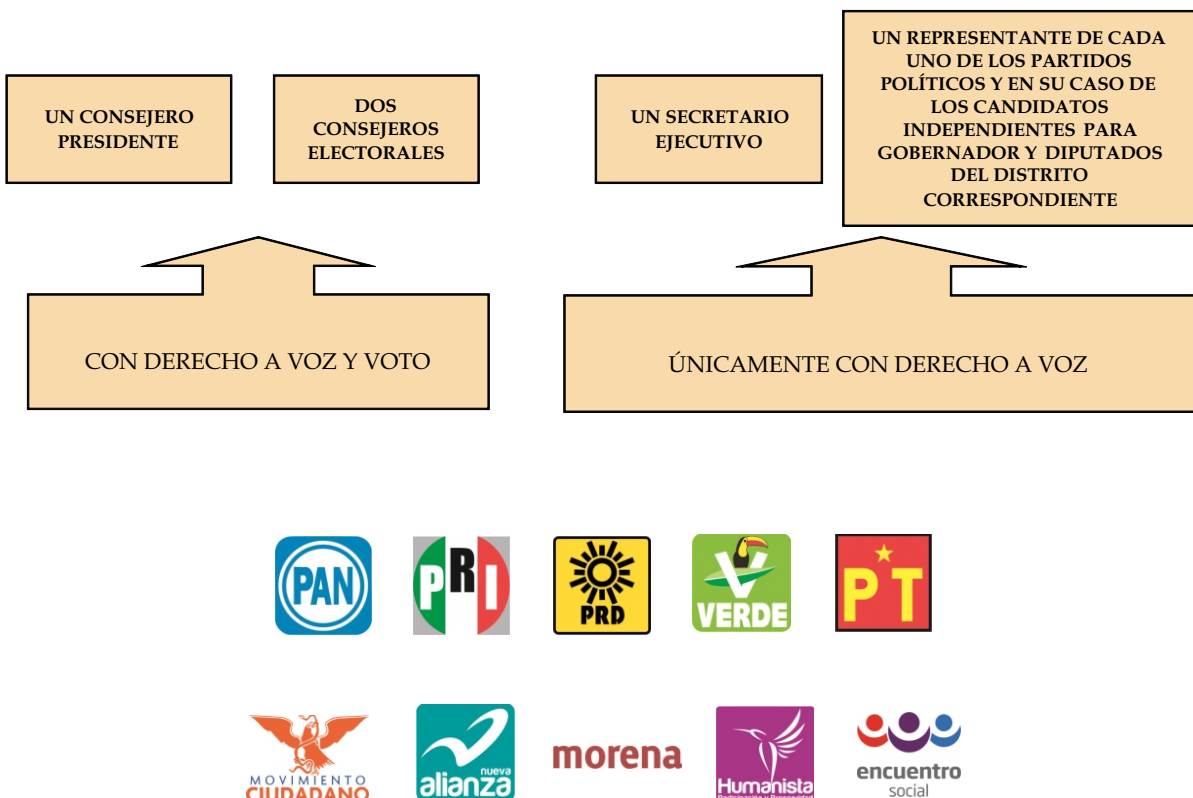 UN CONSEJERO
PRESIDENTE
DOS
CONSEJEROS
ELECTORALES
UN SECRETARIO
EJECUTIVO
UN REPRESENTANTE DE CADA
UNO DE LOS PARTIDOS
POLÍTICOS Y EN SU CASO DE
LOS CANDIDATOS
INDEPENDIENTES PARA
GOBERNADOR Y DIPUTADOS
DEL DISTRITO
CORRESPONDIENTE
CON DERECHO A VOZ Y VOTO
ÚNICAMENTE CON DERECHO A VOZ
PAN
PRI
PRD
VERDE
PT
MOVIMIENTO
CIUDADANO
nueva
alianza
morena
Humanista
Participación y Prosperidad
encuentro
social